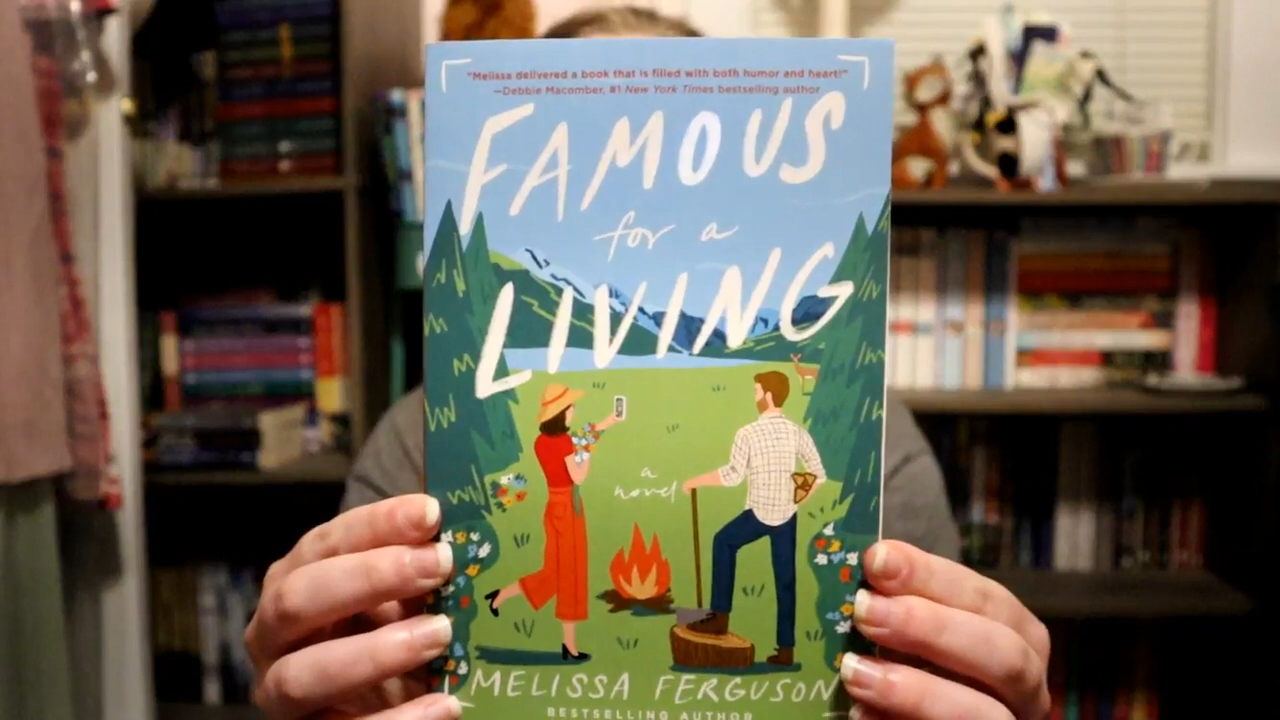 "Melissa delivered a book that is filled with both humor and heart!"
—Debbie Macomber, #1 New York Times bestselling author
FAMOUS
for a
LIVING
a
novel
MELISSA FERGUSON
BESTSELLING AUTHOR